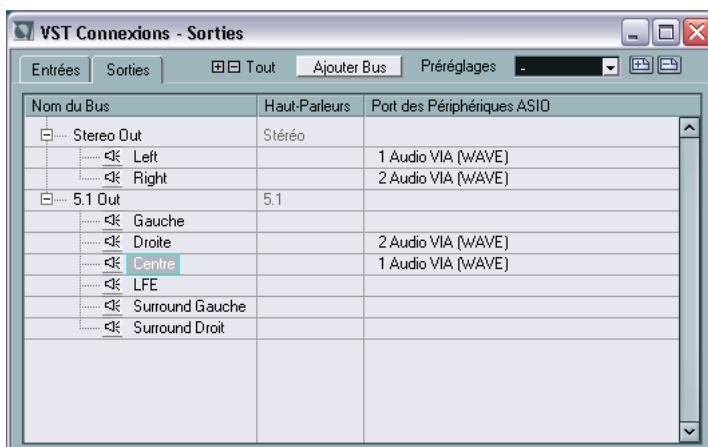 VST Connexions - Sorties
Entrées Sorties Tout Ajouter Bus Préréglages -
Nom du Bus Haut-Parleurs Port des Périphériques ASIO
Stereo Out Stéréo
Left 1 Audio VIA (WAVE)
Right 2 Audio VIA (WAVE)
5.1 Out 5.1
Gauche
Droite 2 Audio VIA (WAVE)
Centre 1 Audio VIA (WAVE)
LFE
Surround Gauche
Surround Droit